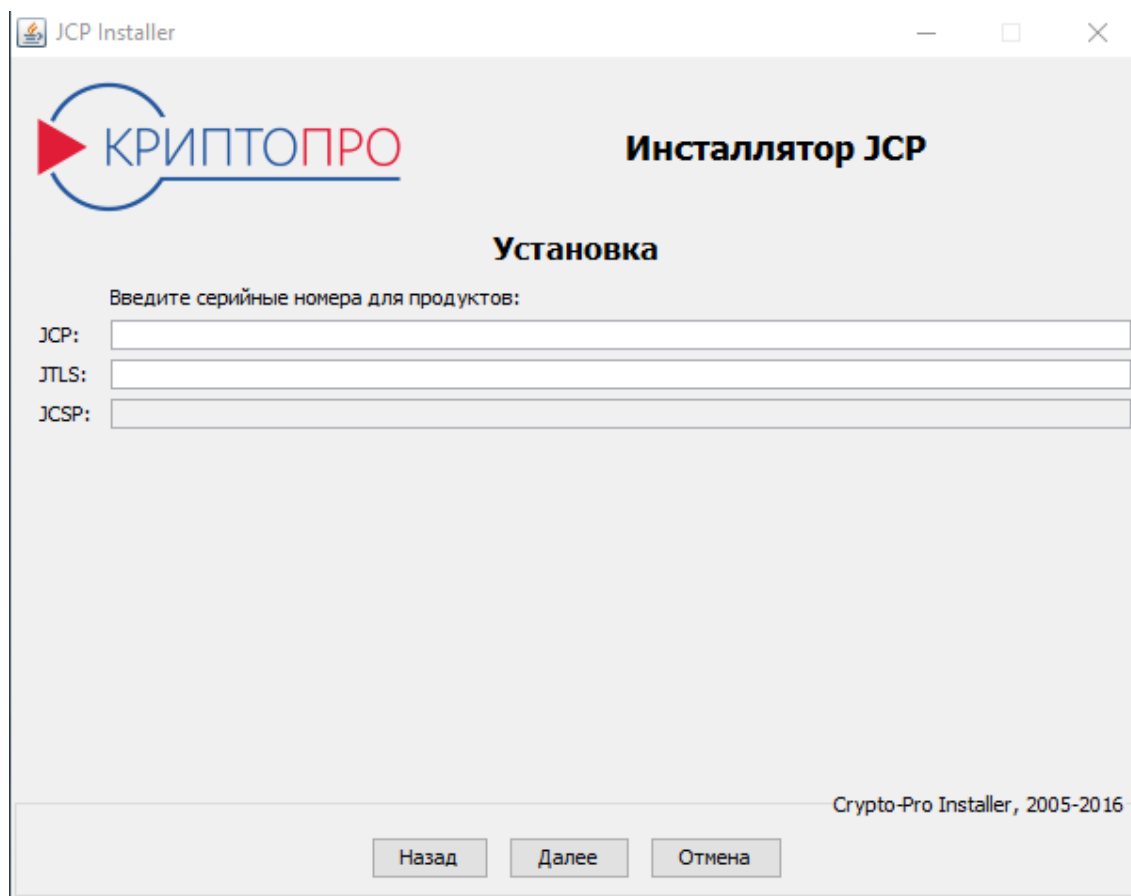 JCP Installer
КРИПТОПРО
Инсталлятор JCP
Установка
Введите серийные номера для продуктов:
JCP:
JTLS:
JCSP:
Crypto-Pro Installer, 2005-2016
Назад Далее Отмена